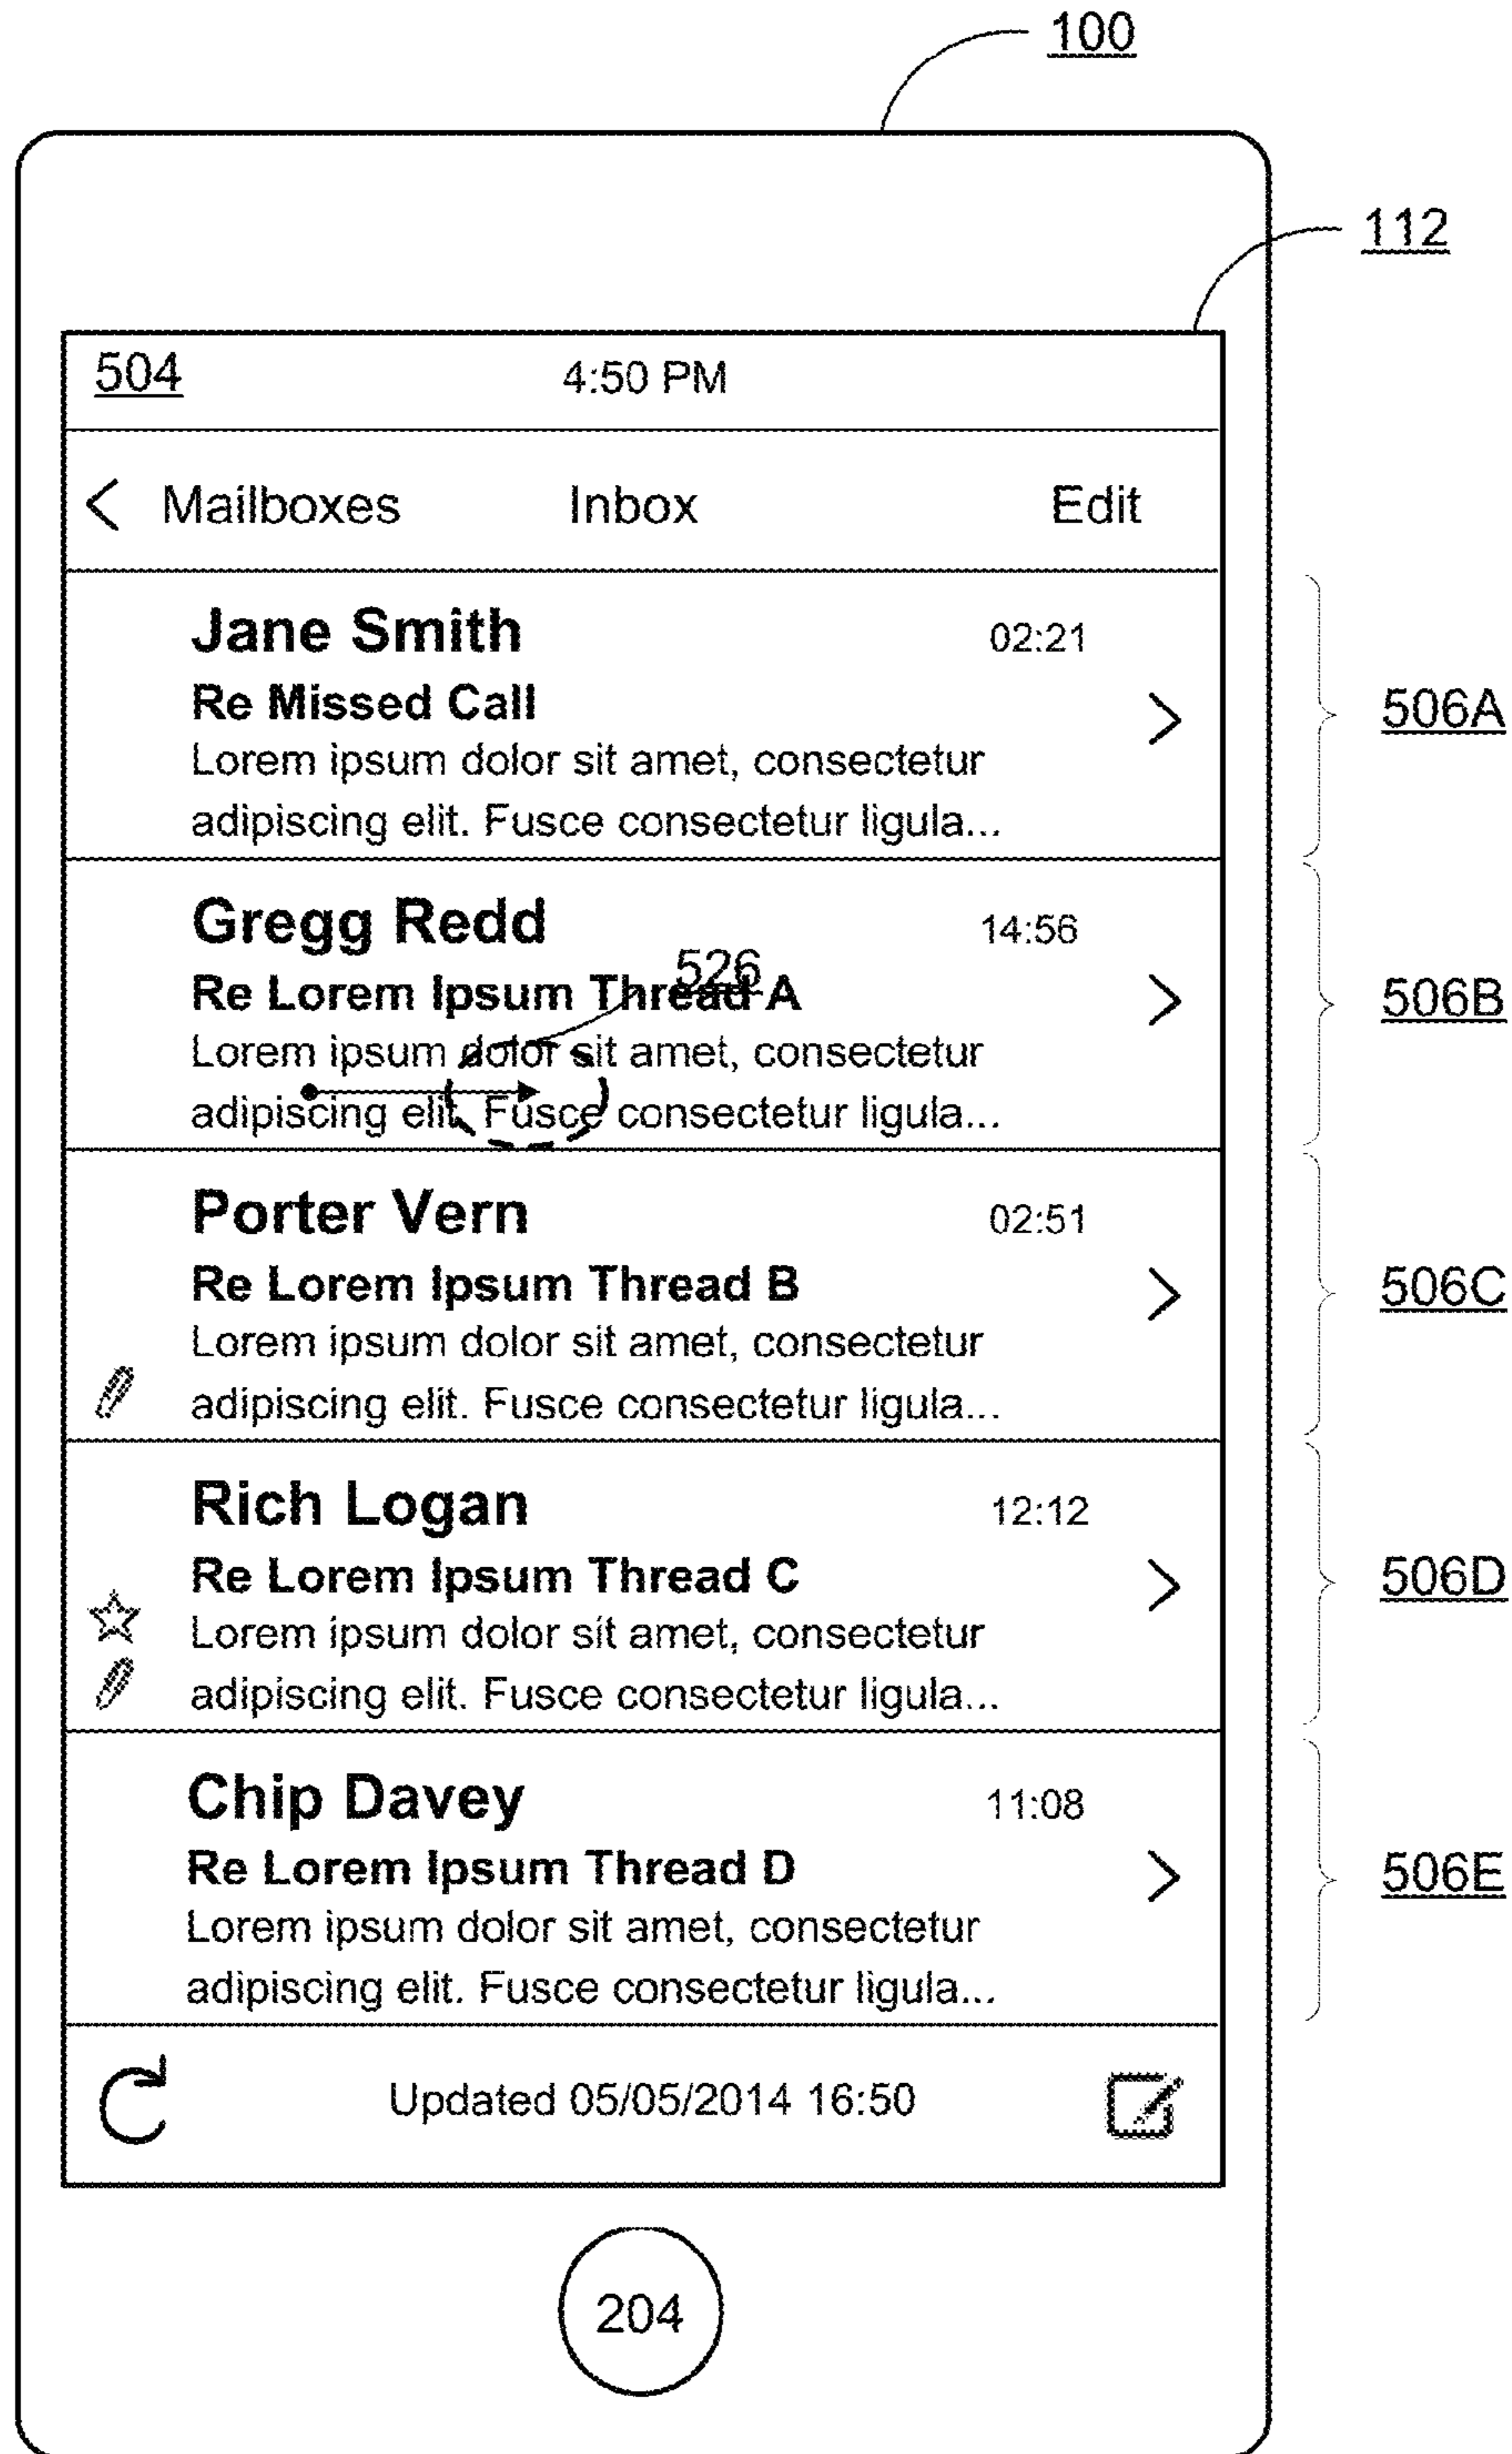 100
112
504 4:50 PM
< Mailboxes Inbox Edit
Jane Smith 02:21
Re Missed Call
506A
Lorem ipsum dolor sit amet, consectetur
adipiscing elit. Fusce consectetur ligula...
Gregg Redd 14:56
526
Re Lorem Ipsum Thread A
506B
Lorem ipsum dolor sit amet, consectetur
adipiscing elit. Fusce consectetur ligula...
Porter Vern 02:51
Re Lorem Ipsum Thread B
506C
Lorem ipsum dolor sit amet, consectetur
adipiscing elit. Fusce consectetur ligula...
Rich Logan 12:12
Re Lorem Ipsum Thread C
506D
Lorem ipsum dolor sit amet, consectetur
adipiscing elit. Fusce consectetur ligula...
Chip Davey 11:08
Re Lorem Ipsum Thread D
506E
Lorem ipsum dolor sit amet, consectetur
adipiscing elit. Fusce consectetur ligula...
Updated 05/05/2014 16:50
204